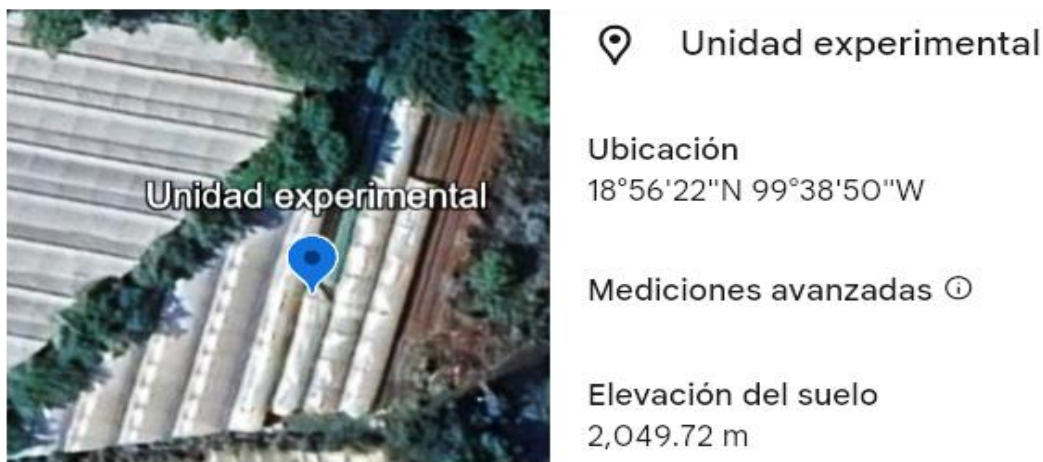 Unidad experimental
Unidad experimental
Ubicación
18°56'22"N 99°38'50"W
Mediciones avanzadas
Elevación del suelo
2,049.72 m